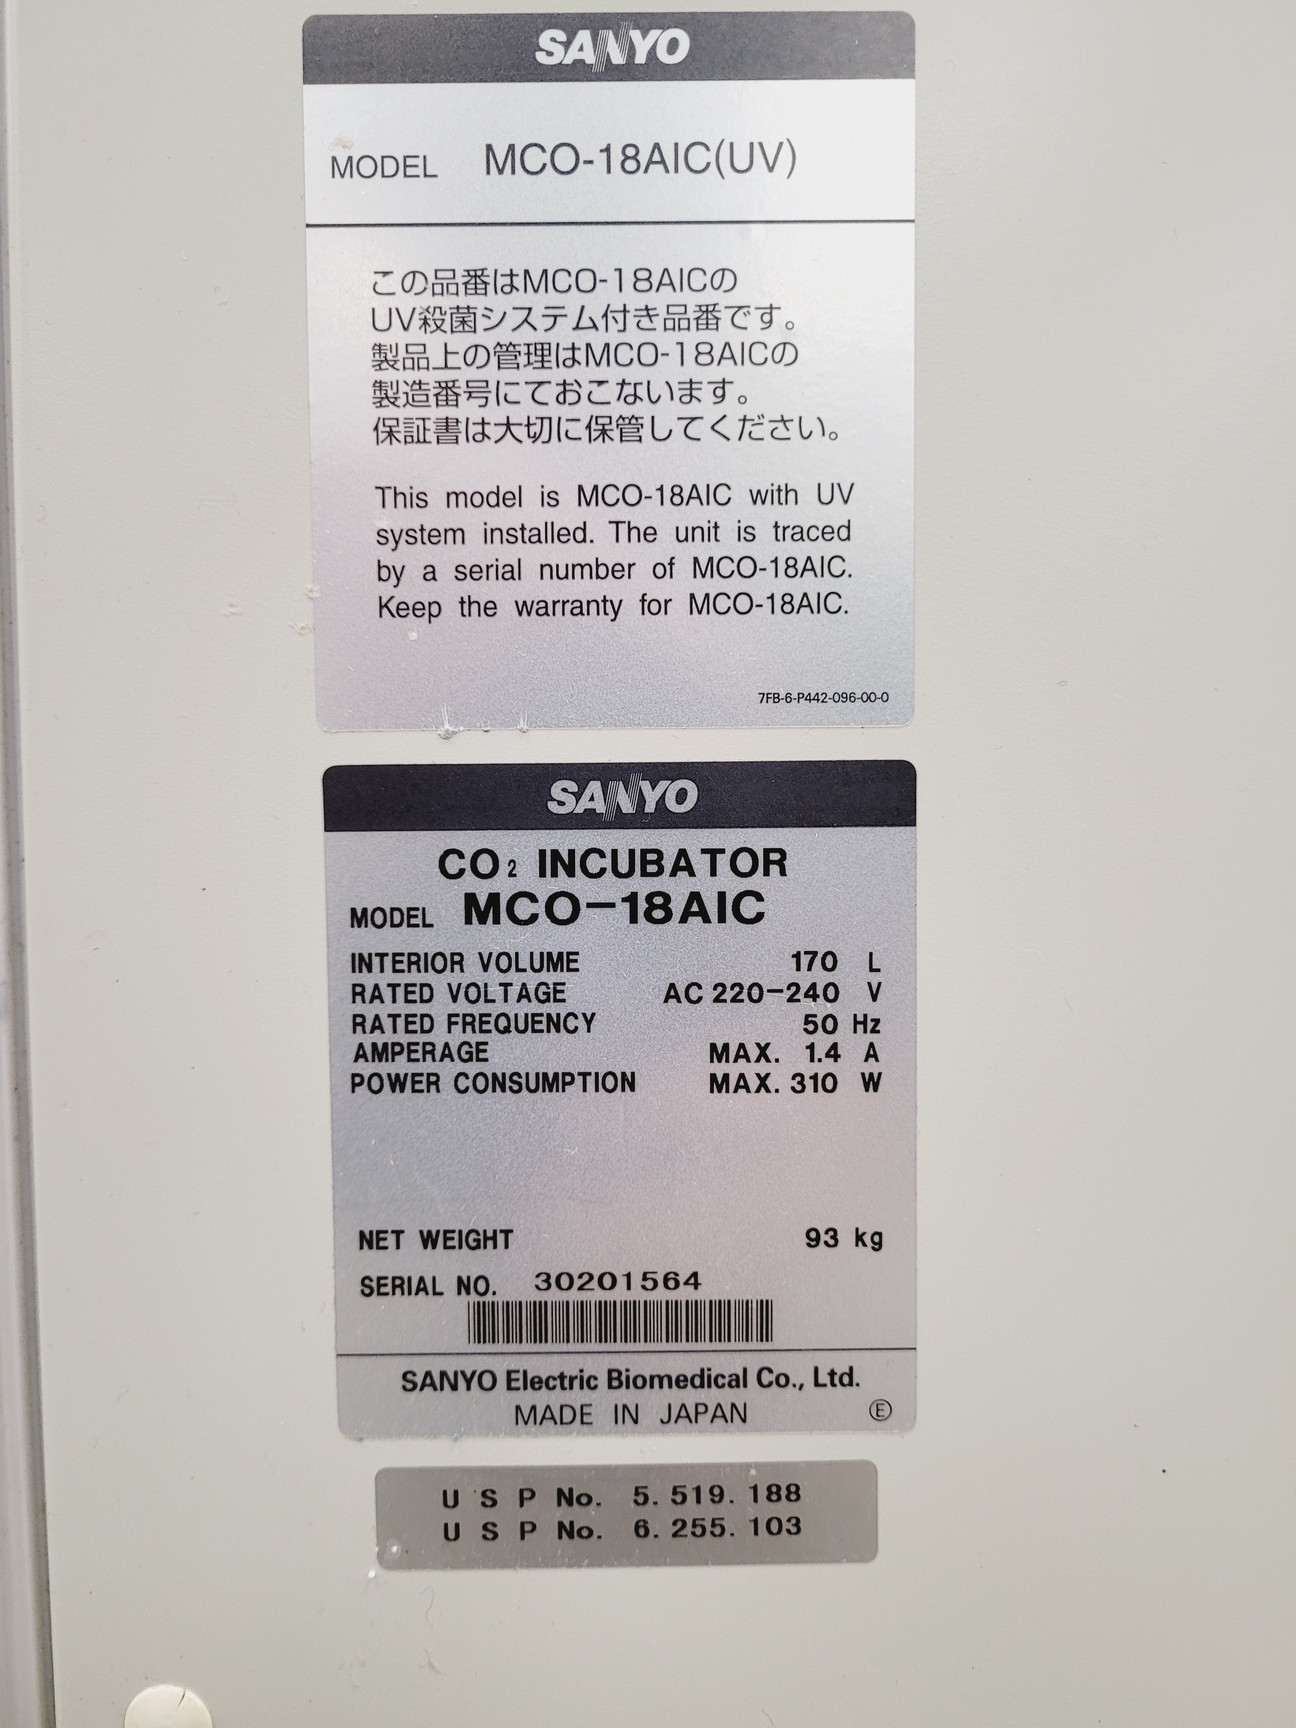 SANYO
MODEL MCO-18AIC(UV)
この品番はMCO-18AICの
UV殺菌システム付き品番です。
製品上の管理はMCO-18AICの
製造番号にておこないます。
保証書は大切に保管してください。
This model is MCO-18AIC with UV
system installed. The unit is traced
by a serial number of MCO-18AIC.
Keep the warranty for MCO-18AIC.
7FB-6-P442-096-00-0
SANYO
CO₂ INCUBATOR
MODEL MCO-18AIC
INTERIOR VOLUME 170 L
RATED VOLTAGE AC 220-240 V
RATED FREQUENCY 50 Hz
AMPERAGE MAX. 1.4 A
POWER CONSUMPTION MAX. 310 W
NET WEIGHT 93 kg
SERIAL NO. 30201564
SANYO Electric Biomedical Co., Ltd.
MADE IN JAPAN Ⓔ
U S P No. 5. 519. 188
U S P No. 6. 255. 103